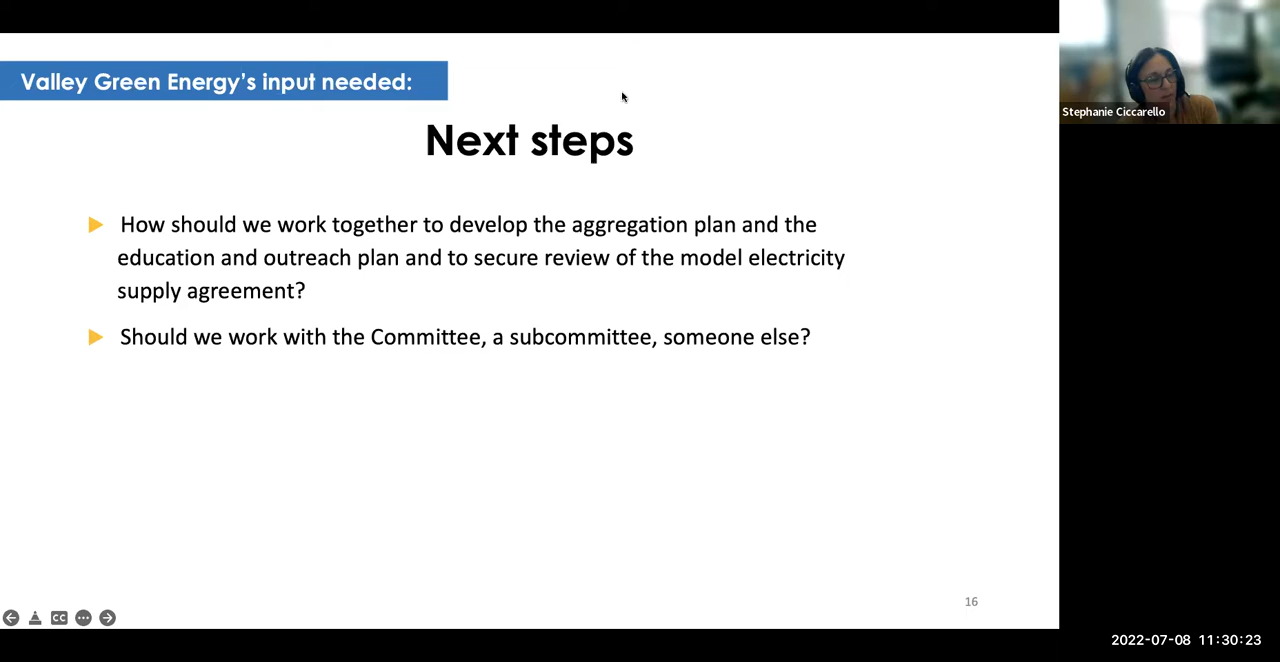 Valley Green Energy's input needed:
Next steps
How should we work together to develop the aggregation plan and the
education and outreach plan and to secure review of the model electricity
supply agreement?
Should we work with the Committee, a subcommittee, someone else?
16
CC
Stephanie Ciccarello
2022-07-08 11:30:23